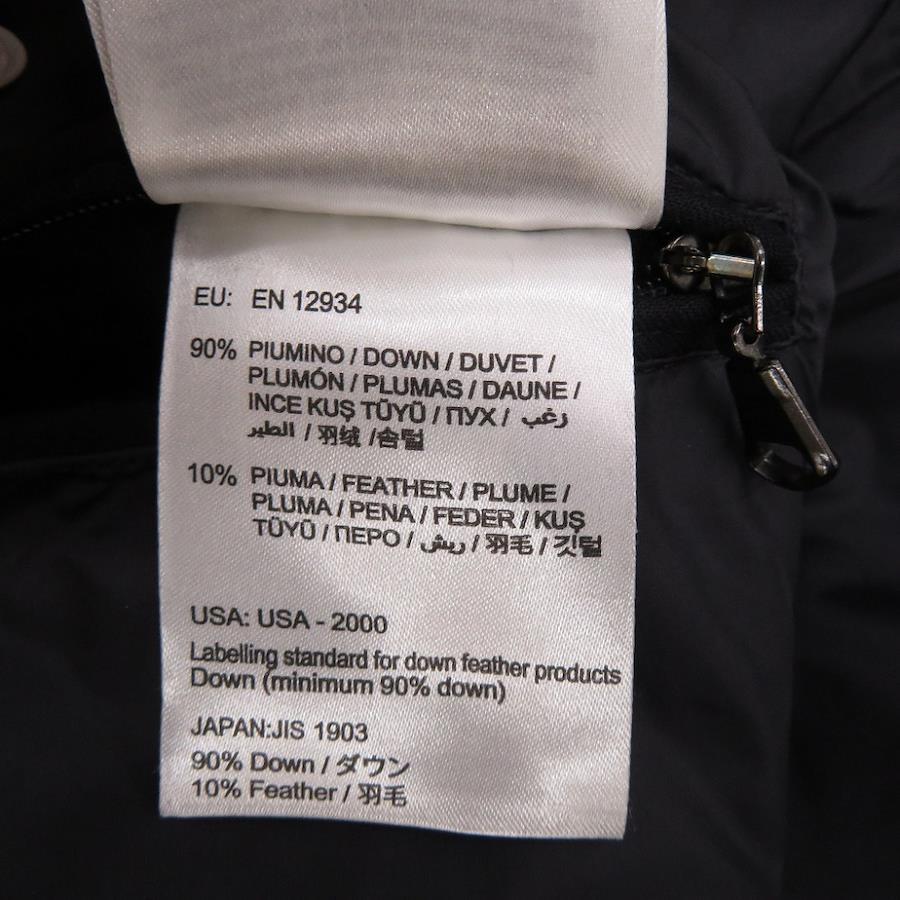 EU: EN 12934
90% PIUMINO / DOWN / DUVET /
PLUMÓN / PLUMAS / DAUNE /
INCE KUŞ TÜYÜ / ПУХ / زغب
الطير / 羽绒 /솜털
10% PIUMA / FEATHER / PLUME /
PLUMA / PENA / FEDER / KUŞ
TÜYÜ / ПЕРО / ريش / 羽毛 / 깃털
USA: USA - 2000
Labelling standard for down feather products
Down (minimum 90% down)
JAPAN:JIS 1903
90% Down / ダウン
10% Feather / 羽毛